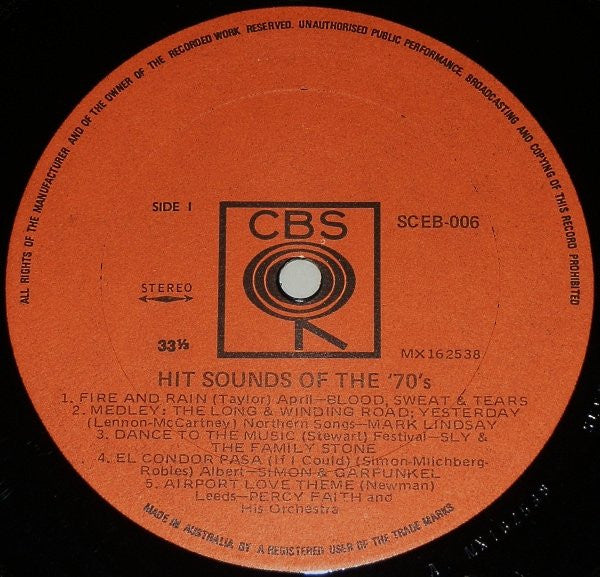 ALL RIGHTS OF THE MANUFACTURER AND OF THE OWNER OF THE RECORDED WORK RESERVED. UNAUTHORISED PUBLIC PERFORMANCE, BROADCASTING AND COPYING OF THIS RECORD PROHIBITED
SIDE 1
CBS
SCEB-006
STEREO
33⅓
MX162538
HIT SOUNDS OF THE '70's
1. FIRE AND RAIN (Taylor) April—BLOOD, SWEAT & TEARS
2. MEDLEY: THE LONG & WINDING ROAD; YESTERDAY
(Lennon-McCartney) Northern Songs—MARK LINDSAY
3. DANCE TO THE MUSIC (Stewart) Festival—SLY &
THE FAMILY STONE
4. EL CONDOR PASA (If I Could) (Simon-Milchberg-
Robles) Albert—SIMON & GARFUNKEL
5. AIRPORT LOVE THEME (Newman)
Leeds—PERCY FAITH and
His Orchestra
MADE IN AUSTRALIA BY A REGISTERED USER OF THE TRADE MARKS